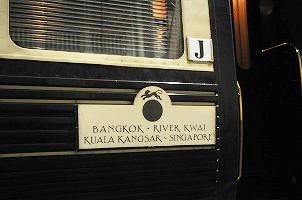 J
BANGKOK - RIVER KWAI
KUALA KANGSAR - SINGAPORE